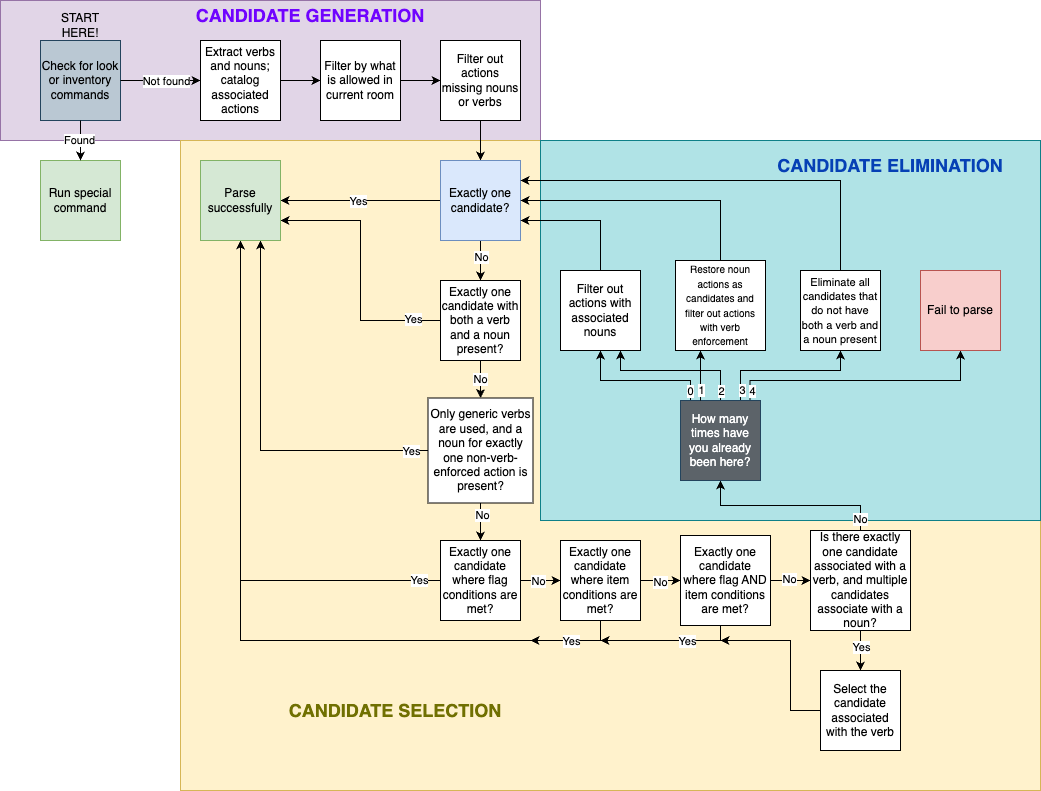 START
HERE!
CANDIDATE GENERATION
Check for look
or inventory
commands
Not found
Extract verbs
and nouns;
catalog
associated
actions
Filter by what
is allowed in
current room
Filter out
actions
missing nouns
or verbs
Found
Run special
command
Parse
successfully
Yes
Exactly one
candidate?
CANDIDATE ELIMINATION
No
Exactly one
candidate with
both a verb
and a noun
present?
Yes
Filter out
actions with
associated
nouns
Restore noun
actions as
candidates and
filter out actions
with verb
enforcement
Eliminate all
candidates that
do not have
both a verb and
a noun present
Fail to parse
No
0 1 2 3 4
How many
times have
you already
been here?
Only generic verbs
are used, and a
noun for exactly
one non-verb-
enforced action is
present?
Yes
No
No
Exactly one
candidate
where flag
conditions are
met?
Yes
No
Exactly one
candidate
where item
conditions are
met?
No
Exactly one
candidate
where flag AND
item conditions
are met?
No
Is there exactly
one candidate
associated with a
verb, and multiple
candidates
associate with a
noun?
Yes
Yes
Yes
Select the
candidate
associated
with the verb
CANDIDATE SELECTION